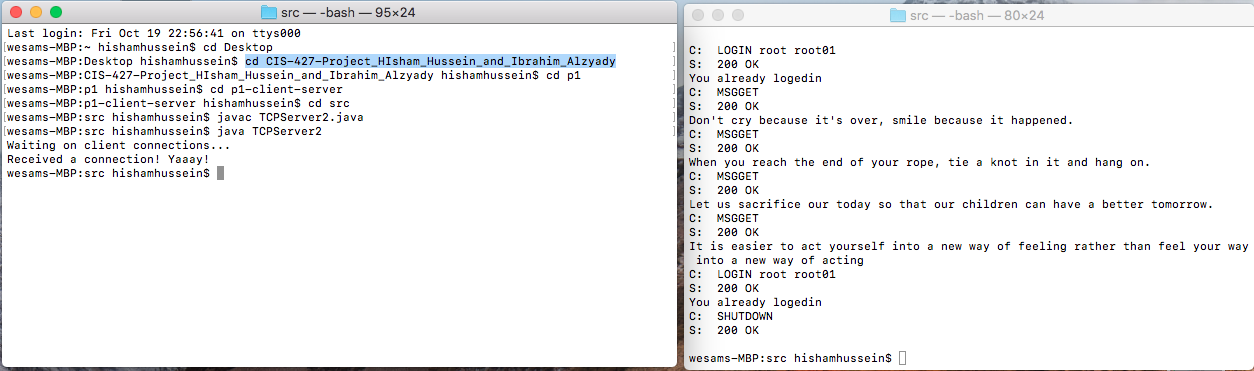 src — -bash — 95×24
Last login: Fri Oct 19 22:56:41 on ttys000
[wesams-MBP:~ hishamhussein$ cd Desktop ]
[wesams-MBP:Desktop hishamhussein$ cd CIS-427-Project_HIsham_Hussein_and_Ibrahim_Alzyady ]
[wesams-MBP:CIS-427-Project_HIsham_Hussein_and_Ibrahim_Alzyady hishamhussein$ cd p1 ]
[wesams-MBP:p1 hishamhussein$ cd p1-client-server ]
[wesams-MBP:p1-client-server hishamhussein$ cd src ]
[wesams-MBP:src hishamhussein$ javac TCPServer2.java ]
[wesams-MBP:src hishamhussein$ java TCPServer2 ]
Waiting on client connections...
Received a connection! Yaaay!
wesams-MBP:src hishamhussein$
src — -bash — 80×24
C: LOGIN root root01
S: 200 OK
You already logedin
C: MSGGET
S: 200 OK
Don't cry because it's over, smile because it happened.
C: MSGGET
S: 200 OK
When you reach the end of your rope, tie a knot in it and hang on.
C: MSGGET
S: 200 OK
Let us sacrifice our today so that our children can have a better tomorrow.
C: MSGGET
S: 200 OK
It is easier to act yourself into a new way of feeling rather than feel your way
into a new way of acting
C: LOGIN root root01
S: 200 OK
You already logedin
C: SHUTDOWN
S: 200 OK
wesams-MBP:src hishamhussein$